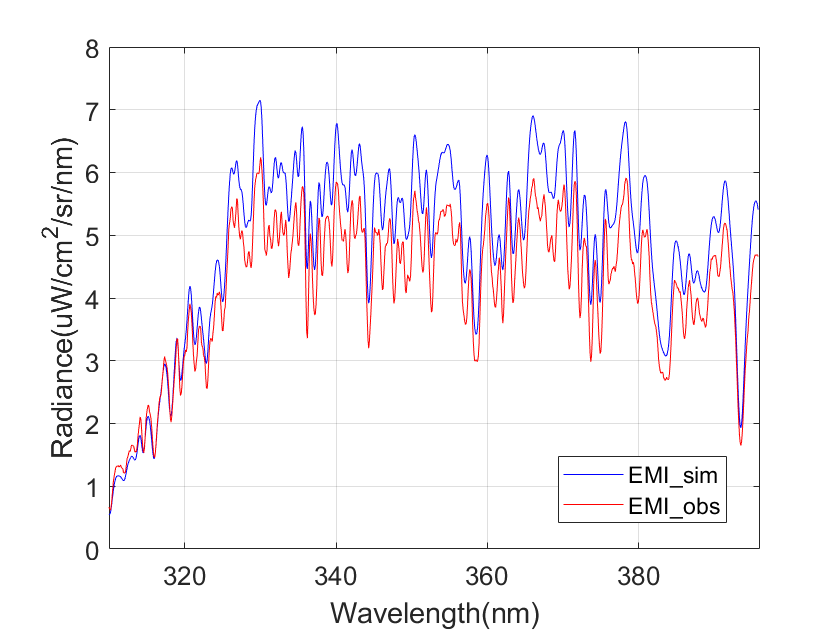 8
7
6
5
4
3
2
1
0
Radiance(uW/cm²/sr/nm)
EMI_sim
EMI_obs
320 340 360 380
Wavelength(nm)